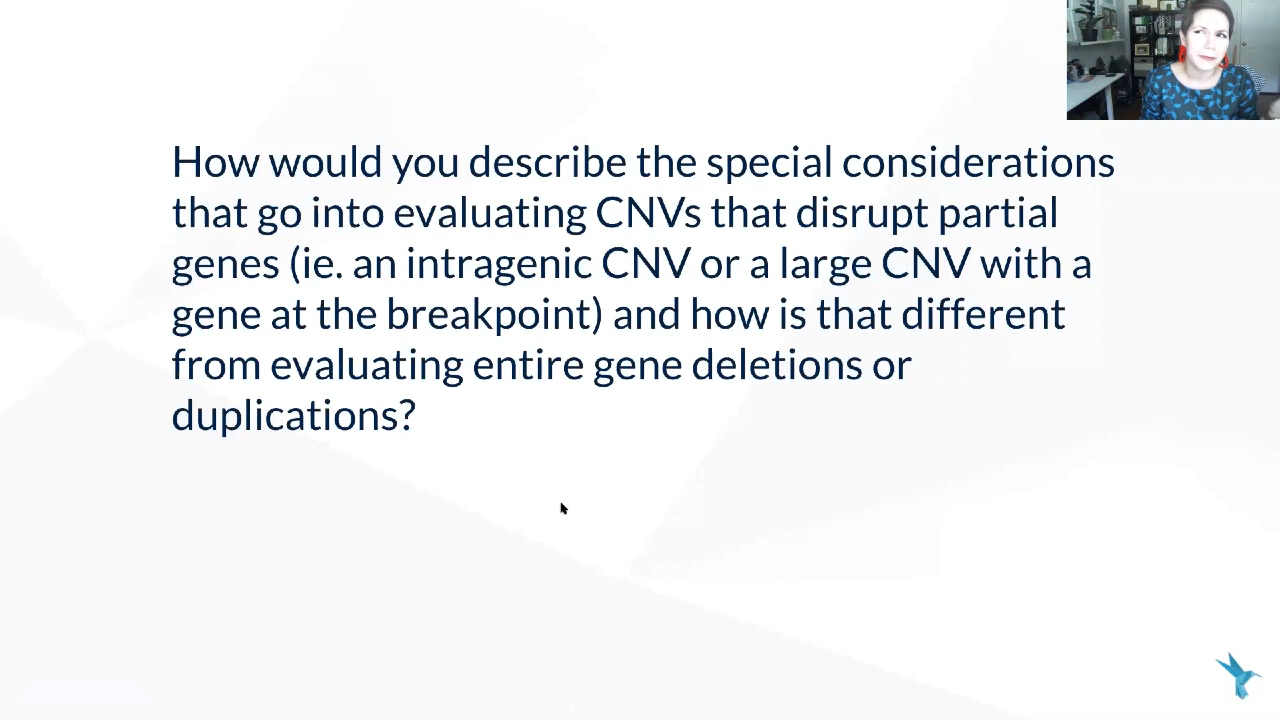 How would you describe the special considerations
that go into evaluating CNVs that disrupt partial
genes (ie. an intragenic CNV or a large CNV with a
gene at the breakpoint) and how is that different
from evaluating entire gene deletions or
duplications?